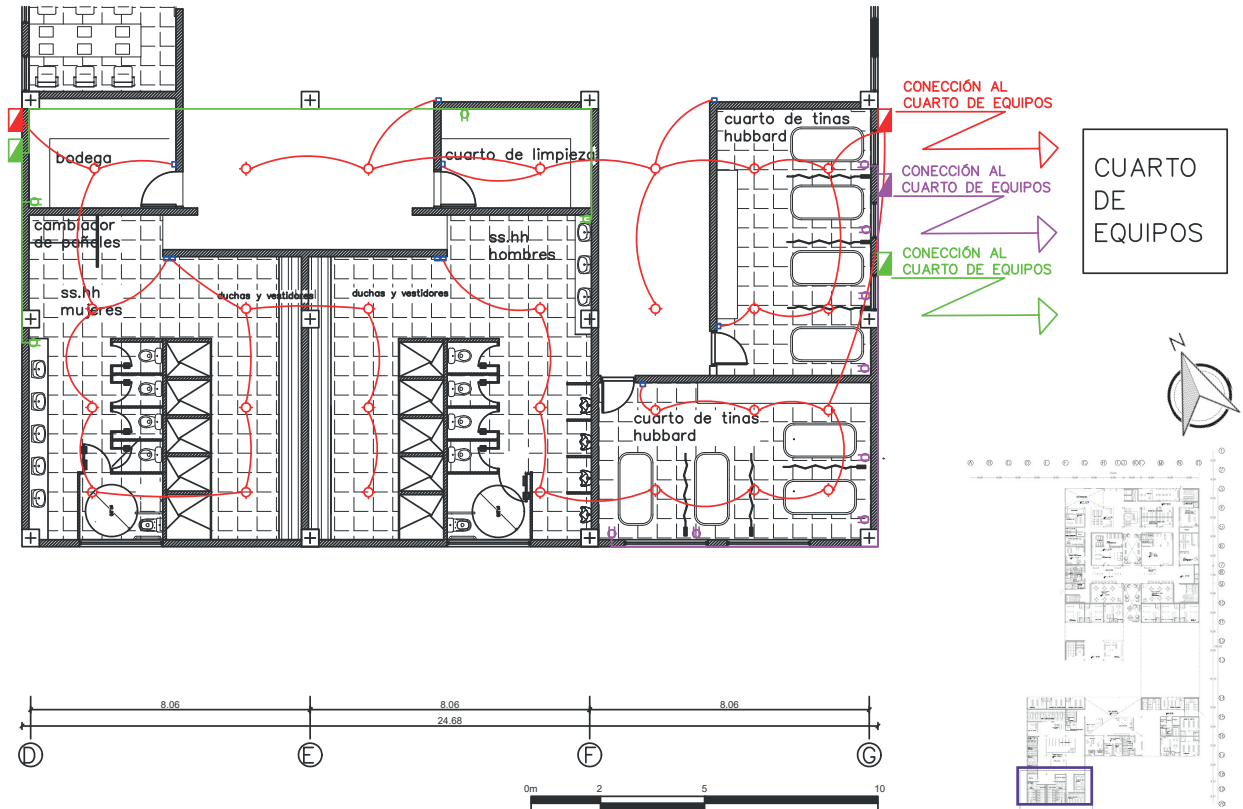 CONECCIÓN AL
CUARTO DE EQUIPOS
cuarto de tinas
hubbard
bodega
cuarto de limpieza
CUARTO
DE
EQUIPOS
CONECCIÓN AL
CUARTO DE EQUIPOS
cambiador
de pañeles
ss.hh
hombres
CONECCIÓN AL
CUARTO DE EQUIPOS
ss.hh
mujeres
duchas y vestidores
duchas y vestidores
N
cuarto de tinas
hubbard
8.06
8.06
8.06
24.68
D
E
F
G
0m
2
5
10